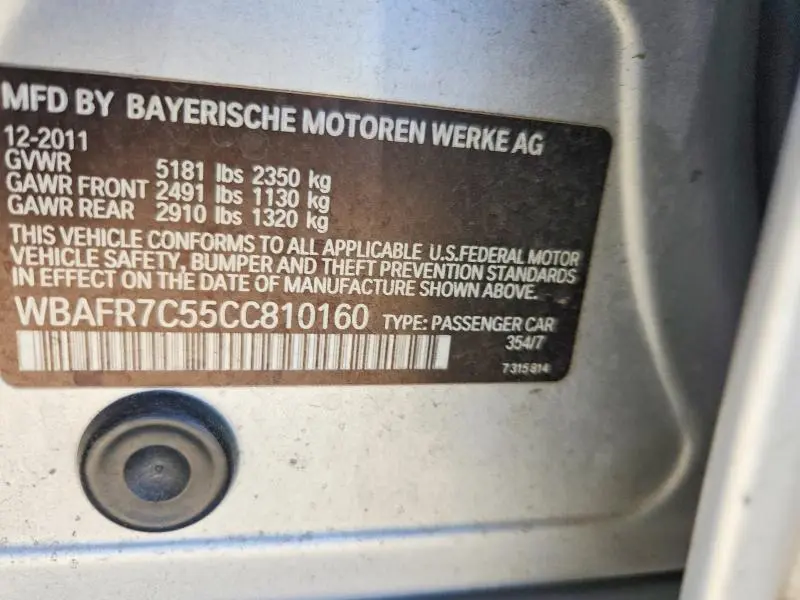 MFD BY BAYERISCHE MOTOREN WERKE AG
12-2011
GVWR 5181 lbs 2350 kg
GAWR FRONT 2491 lbs 1130 kg
GAWR REAR 2910 lbs 1320 kg
THIS VEHICLE CONFORMS TO ALL APPLICABLE U.S.FEDERAL MOTOR
VEHICLE SAFETY, BUMPER AND THEFT PREVENTION STANDARDS
IN EFFECT ON THE DATE OF MANUFACTURE SHOWN ABOVE.
WBAFR7C55CC810160 TYPE: PASSENGER CAR
354/7
7315814